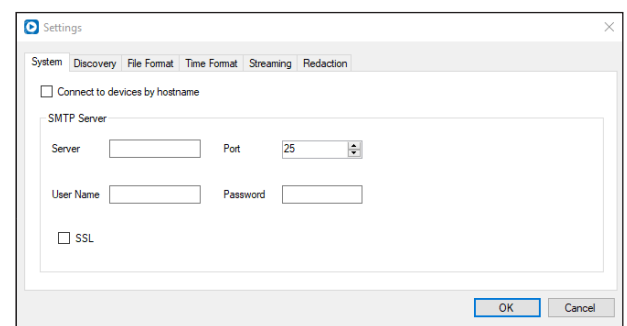 Settings
System Discovery File Format Time Format Streaming Redaction
Connect to devices by hostname
SMTP Server
Server Port 25
User Name Password
SSL
OK Cancel